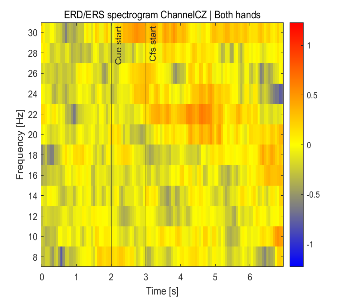 ERD/ERS spectrogram ChannelCZ | Both hands
Frequency [Hz]
30
28
26
24
22
20
18
16
14
12
10
8
Cue start
Cfs start
1
0.5
0
-0.5
-1
0 1 2 3 4 5 6
Time [s]